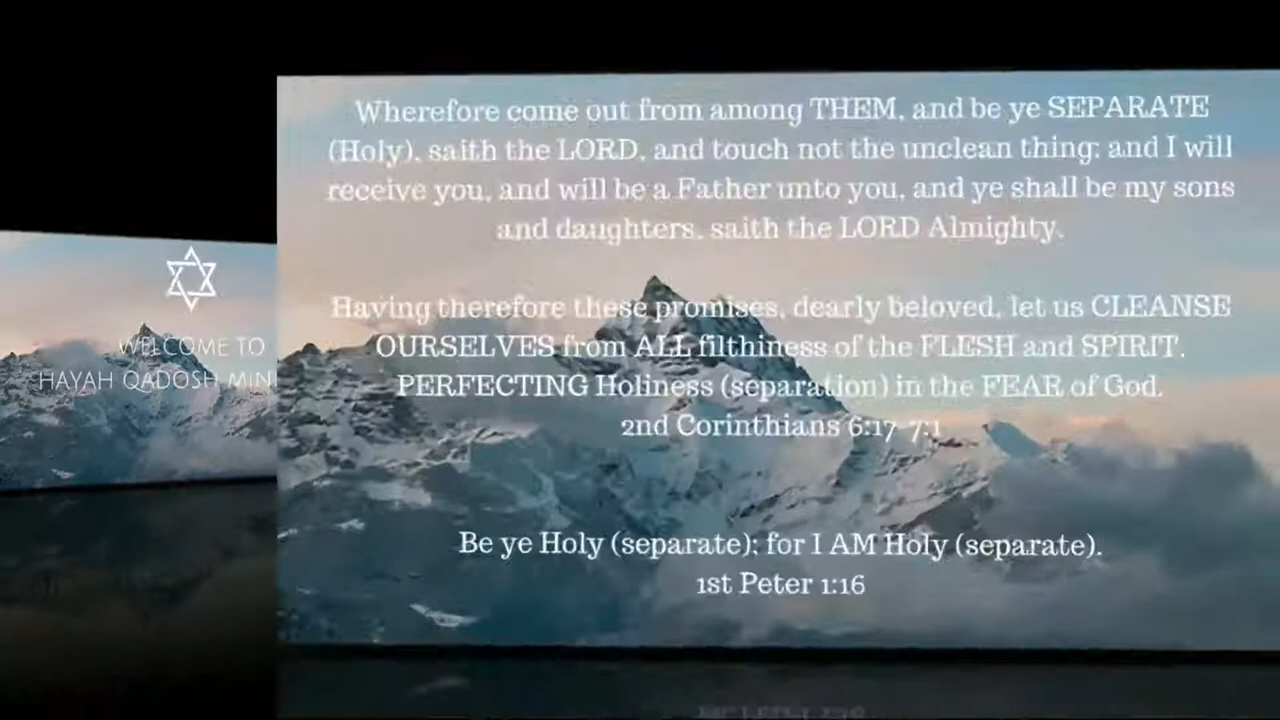 WELCOME TO
HAYAH QADOSH MIN
Wherefore come out from among THEM, and be ye SEPARATE
(Holy), saith the LORD, and touch not the unclean thing; and I will
receive you, and will be a Father unto you, and ye shall be my sons
and daughters, saith the LORD Almighty.
Having therefore these promises, dearly beloved, let us CLEANSE
OURSELVES from ALL filthiness of the FLESH and SPIRIT,
PERFECTING Holiness (separation) in the FEAR of God.
2nd Corinthians 6:17-7:1
Be ye Holy (separate); for I AM Holy (separate).
1st Peter 1:16